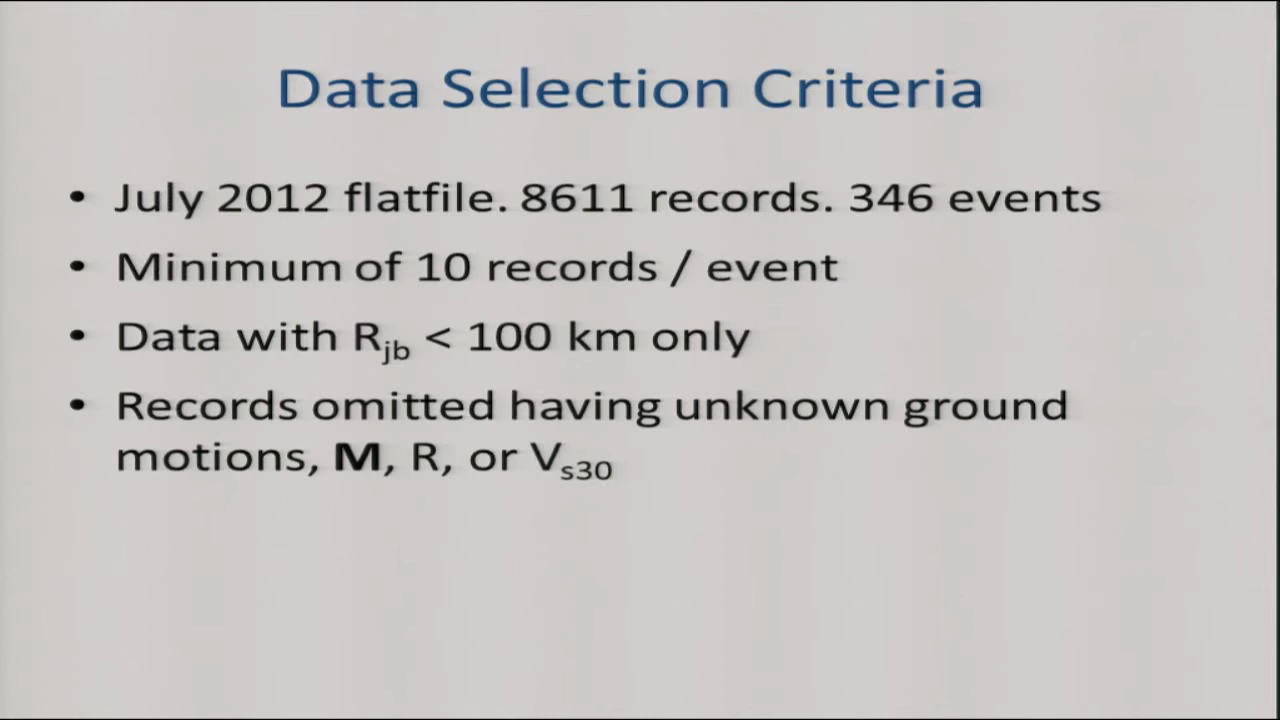 Data Selection Criteria
• July 2012 flatfile. 8611 records. 346 events
• Minimum of 10 records / event
• Data with Rjb < 100 km only
• Records omitted having unknown ground
motions, M, R, or Vs30